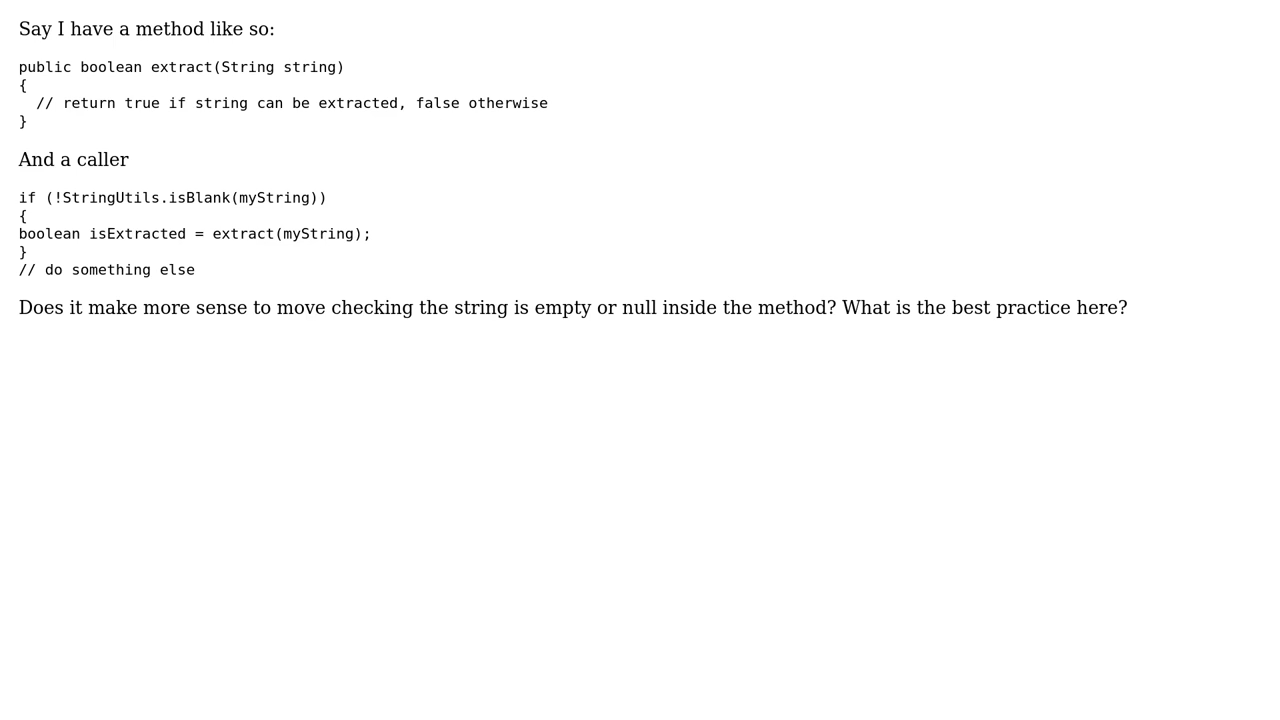 Say I have a method like so:
public boolean extract(String string)
{
  // return true if string can be extracted, false otherwise
}
And a caller
if (!StringUtils.isBlank(myString))
{
boolean isExtracted = extract(myString);
}
// do something else
Does it make more sense to move checking the string is empty or null inside the method? What is the best practice here?